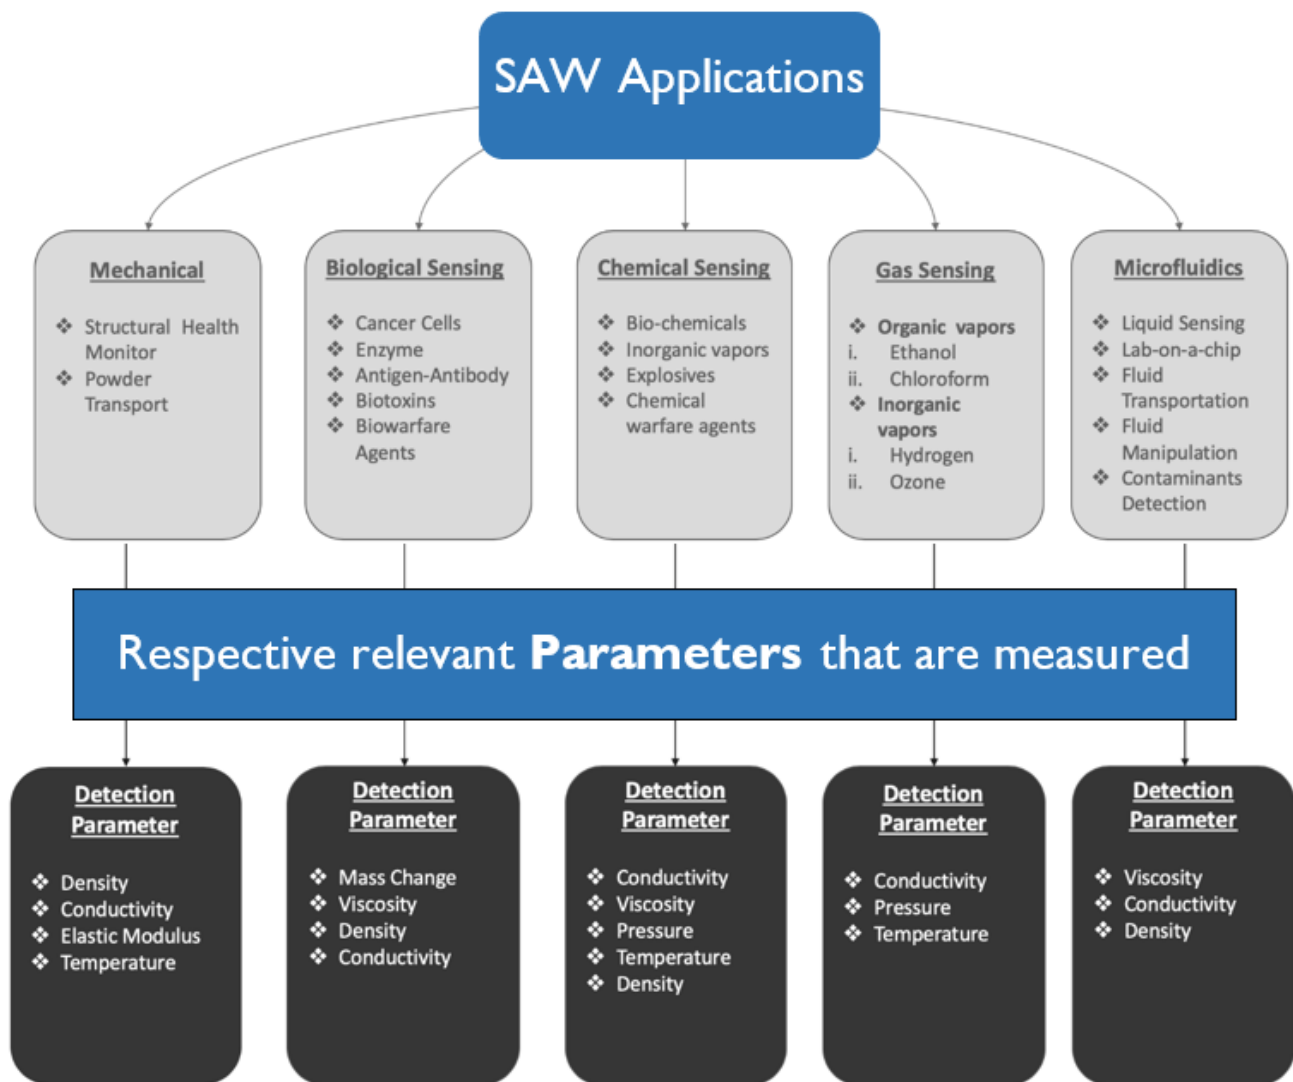 SAW Applications
Mechanical
❖ Structural Health
Monitor
❖ Powder
Transport
Biological Sensing
❖ Cancer Cells
❖ Enzyme
❖ Antigen-Antibody
❖ Biotoxins
❖ Biowarfare
Agents
Chemical Sensing
❖ Bio-chemicals
❖ Inorganic vapors
❖ Explosives
❖ Chemical
warfare agents
Gas Sensing
❖ Organic vapors
i. Ethanol
ii. Chloroform
❖ Inorganic
vapors
i. Hydrogen
ii. Ozone
Microfluidics
❖ Liquid Sensing
❖ Lab-on-a-chip
❖ Fluid
Transportation
❖ Fluid
Manipulation
❖ Contaminants
Detection
Respective relevant Parameters that are measured
Detection
Parameter
❖ Density
❖ Conductivity
❖ Elastic Modulus
❖ Temperature
Detection
Parameter
❖ Mass Change
❖ Viscosity
❖ Density
❖ Conductivity
Detection
Parameter
❖ Conductivity
❖ Viscosity
❖ Pressure
❖ Temperature
❖ Density
Detection
Parameter
❖ Conductivity
❖ Pressure
❖ Temperature
Detection
Parameter
❖ Viscosity
❖ Conductivity
❖ Density